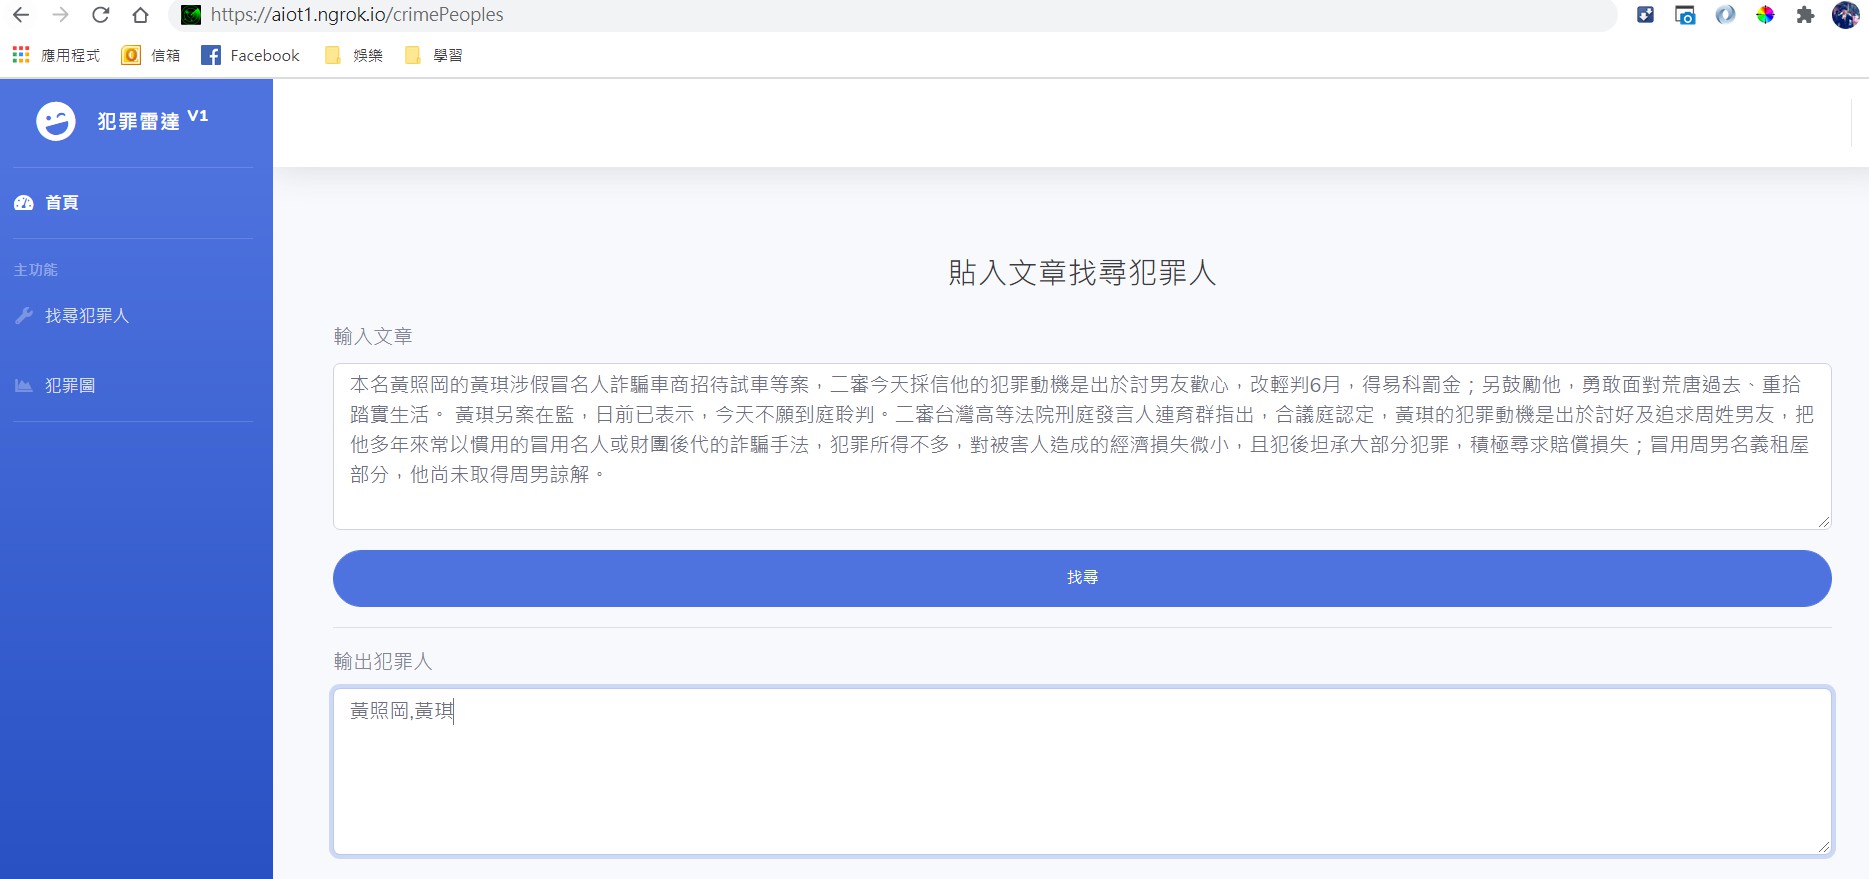 https://aiot1.ngrok.io/crimePeoples
應用程式 信箱 Facebook 娛樂 學習
犯罪雷達 V1
首頁
主功能
找尋犯罪人
犯罪圖
貼入文章找尋犯罪人
輸入文章
本名黃照岡的黃琪涉假冒名人詐騙車商招待試車等案，二審今天採信他的犯罪動機是出於討男友歡心，改輕判6月，得易科罰金；另鼓勵他，勇敢面對荒唐過去、重拾
踏實生活。 黃琪另案在監，日前已表示，今天不願到庭聆判。二審台灣高等法院刑庭發言人連育群指出，合議庭認定，黃琪的犯罪動機是出於討好及追求周姓男友，把
他多年來常以慣用的冒用名人或財團後代的詐騙手法，犯罪所得不多，對被害人造成的經濟損失微小，且犯後坦承大部分犯罪，積極尋求賠償損失；冒用周男名義租屋
部分，他尚未取得周男諒解。
找尋
輸出犯罪人
黃照岡,黃琪